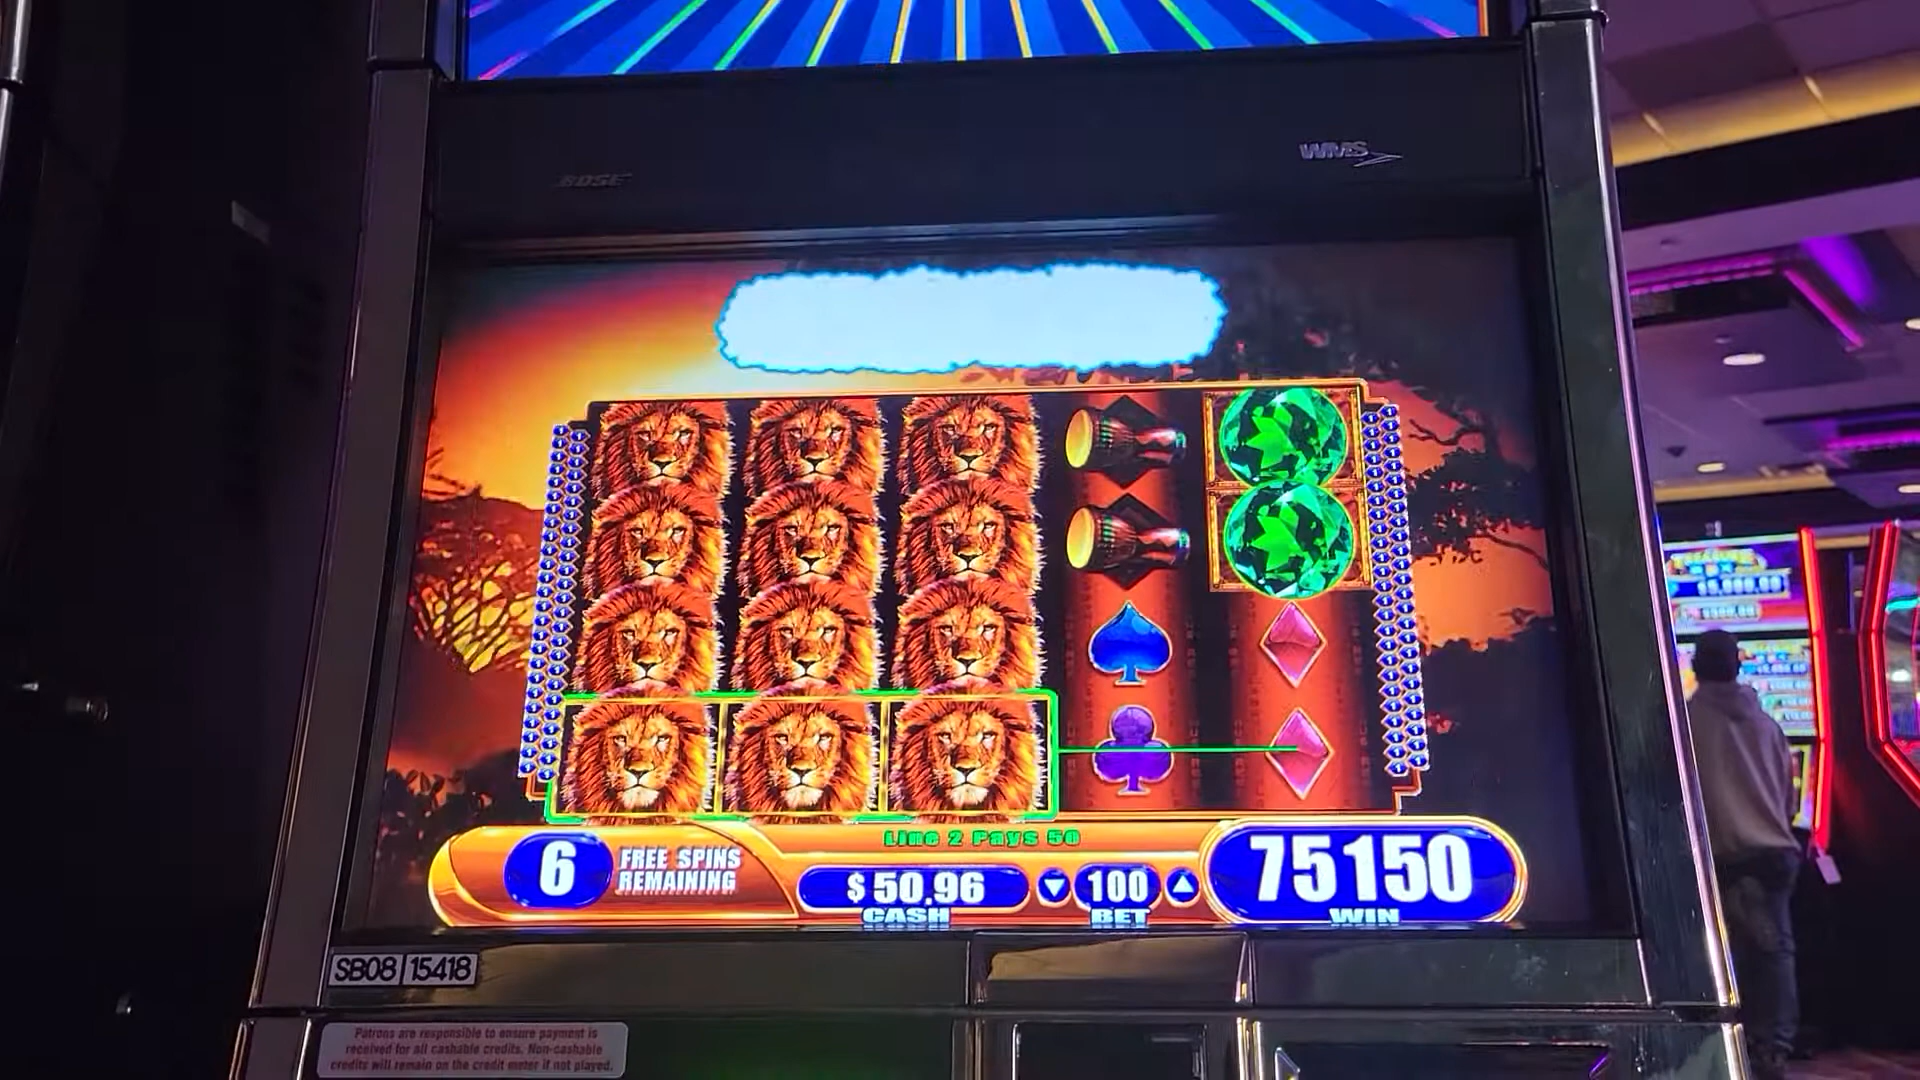 BOSE
WMS
Line 2 Pays 50
6
FREE SPINS
REMAINING
$50.96
CASH
100
BET
75150
WIN
SB08 15418
Patrons are responsible to ensure payment is
received for all cashable credits. Non-cashable
credits will remain on the credit meter if not played.